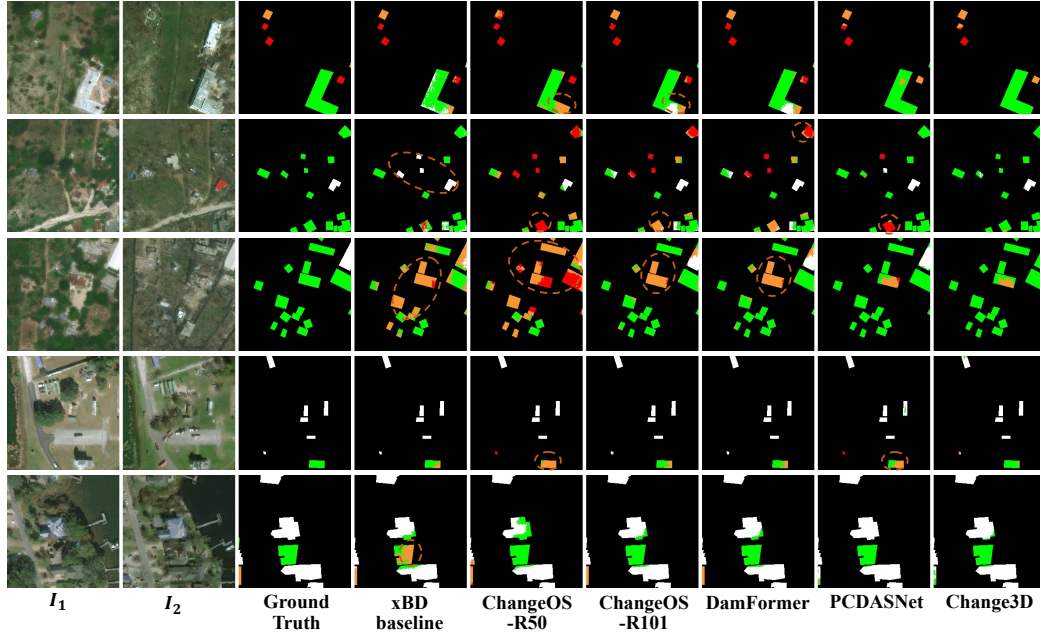 I₁ I₂ Ground Truth xBD baseline ChangeOS -R50 ChangeOS -R101 DamFormer PCDASNet Change3D